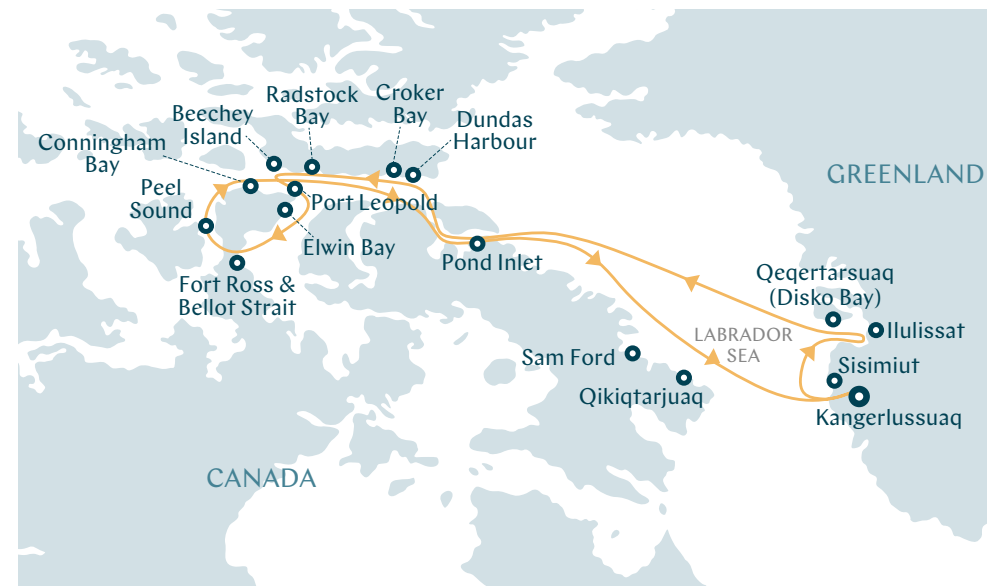 Radstock
Bay
Croker
Bay
Beechey
Island
Dundas
Harbour
Conningham
Bay
GREENLAND
Peel
Sound
Port Leopold
Elwin Bay
Pond Inlet
Fort Ross &
Bellot Strait
Qeqertarsuaq
(Disko Bay)
Ilulissat
LABRADOR
SEA
Sam Ford
Sisimiut
Qikiqtarjuaq
Kangerlussuaq
CANADA